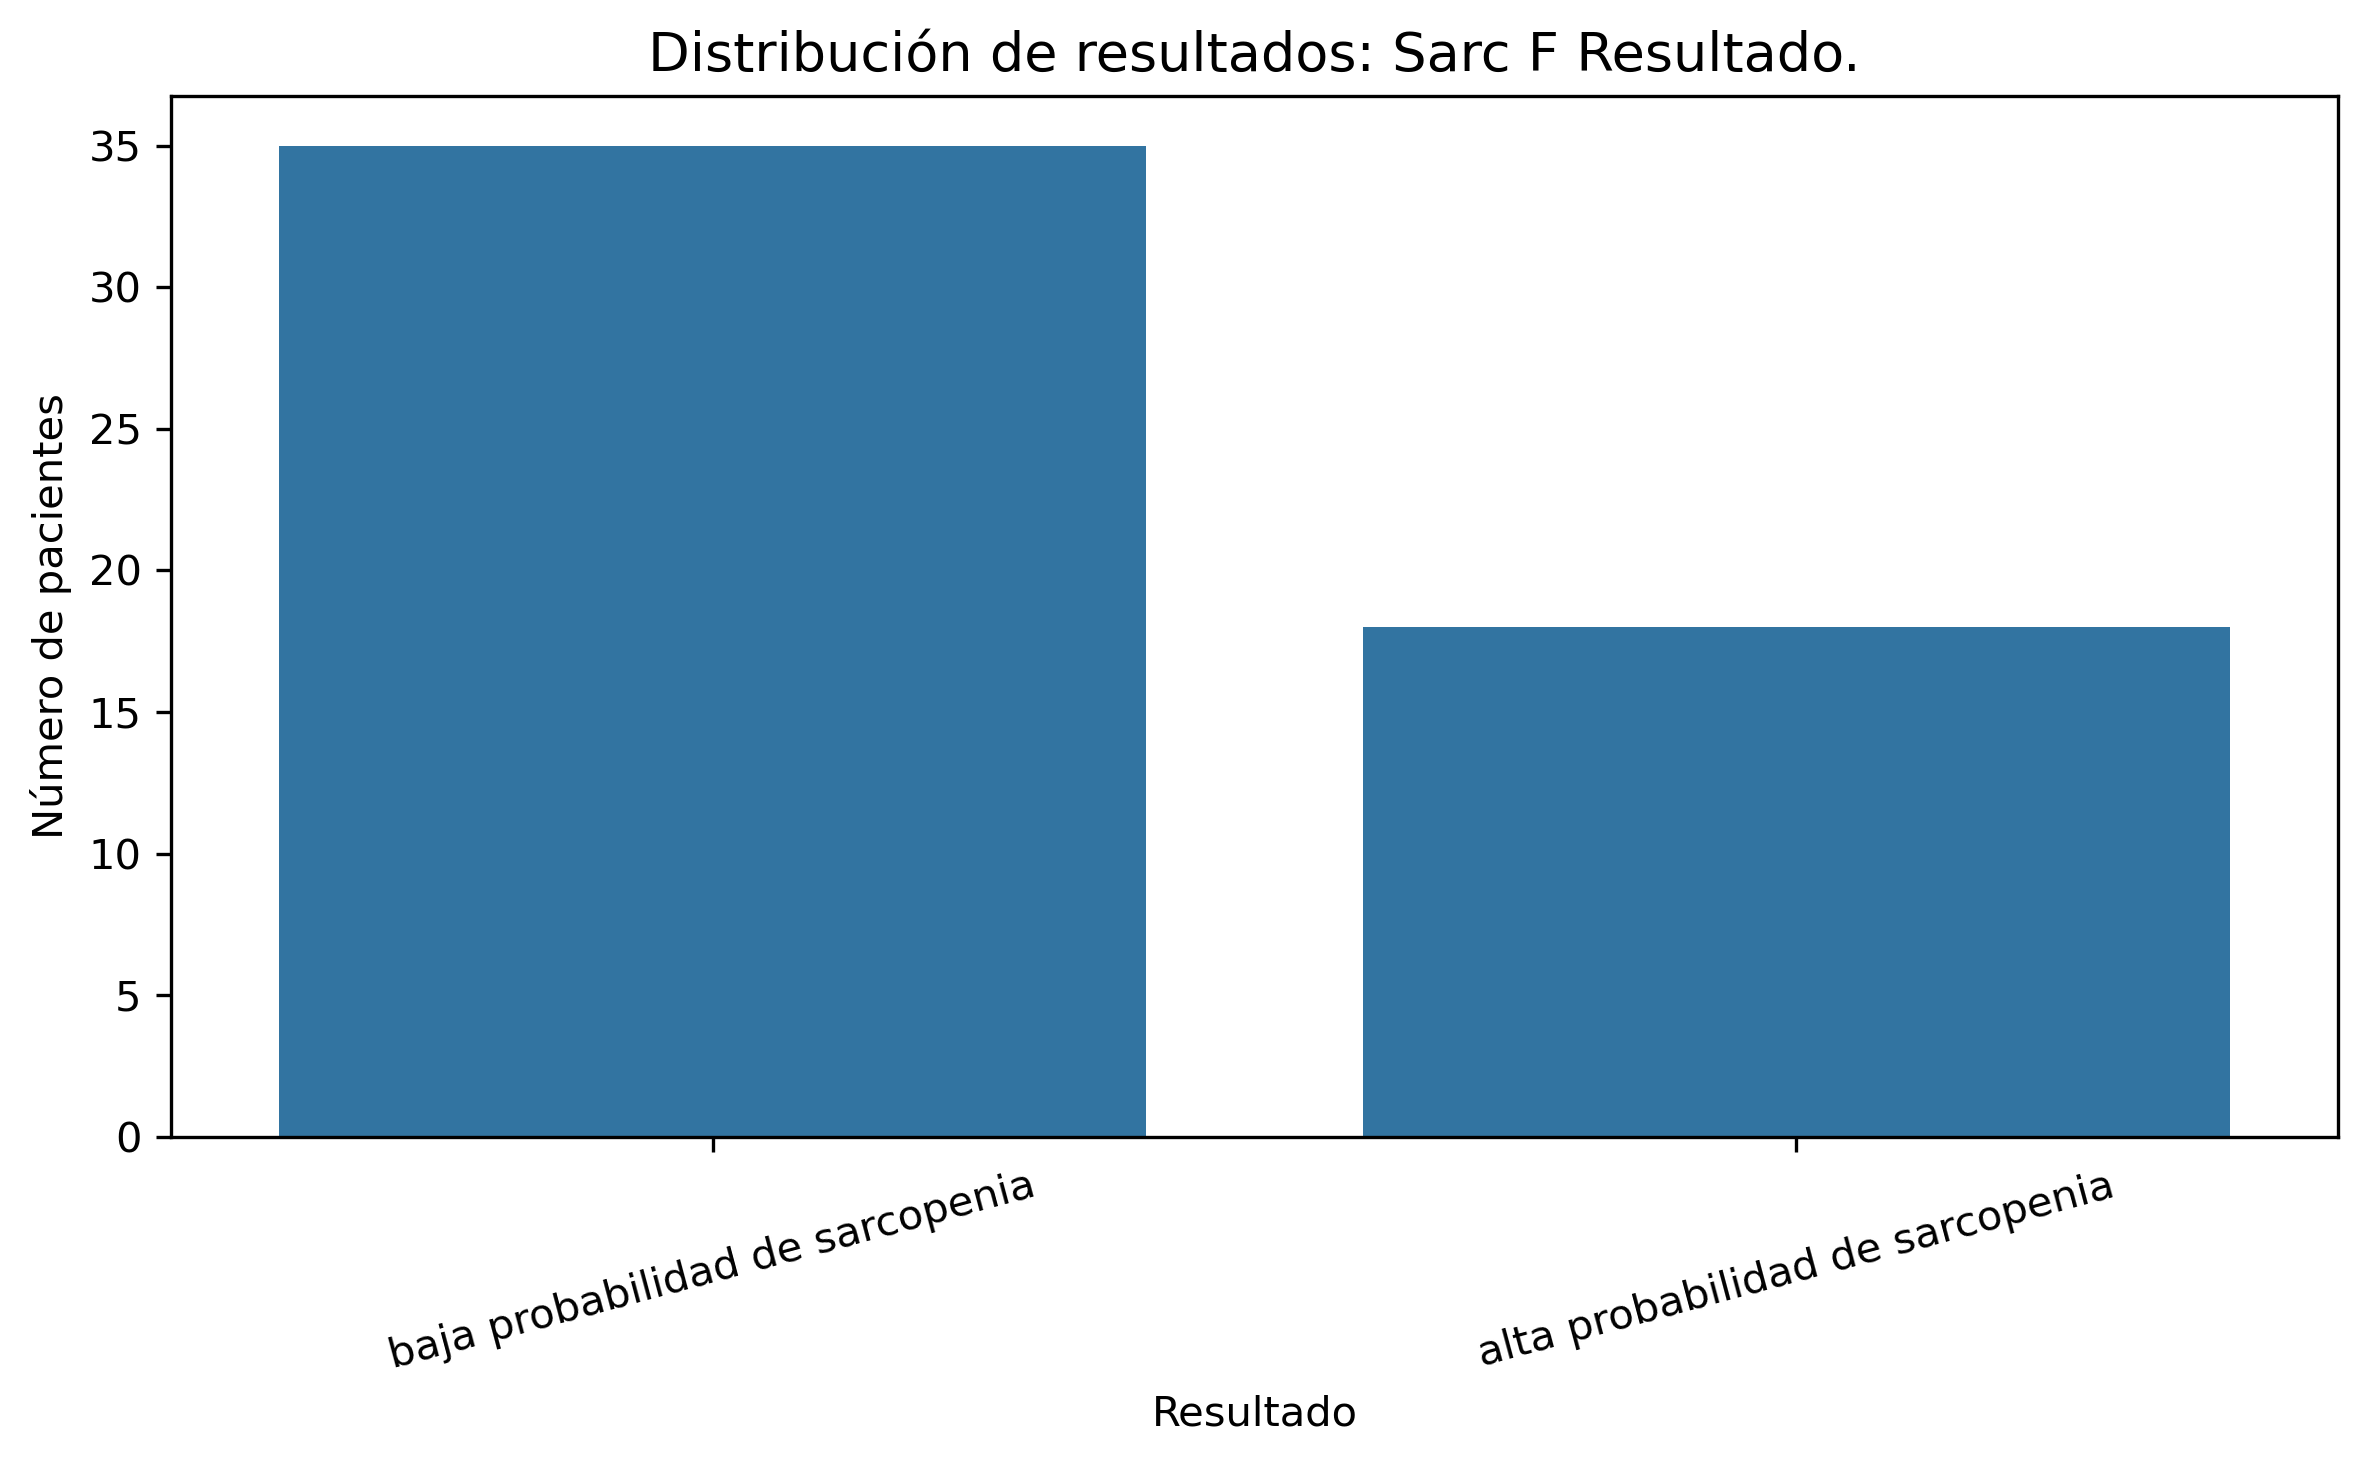 Distribución de resultados: Sarc F Resultado.
Número de pacientes
35
30
25
20
15
10
5
0
baja probabilidad de sarcopenia
alta probabilidad de sarcopenia
Resultado